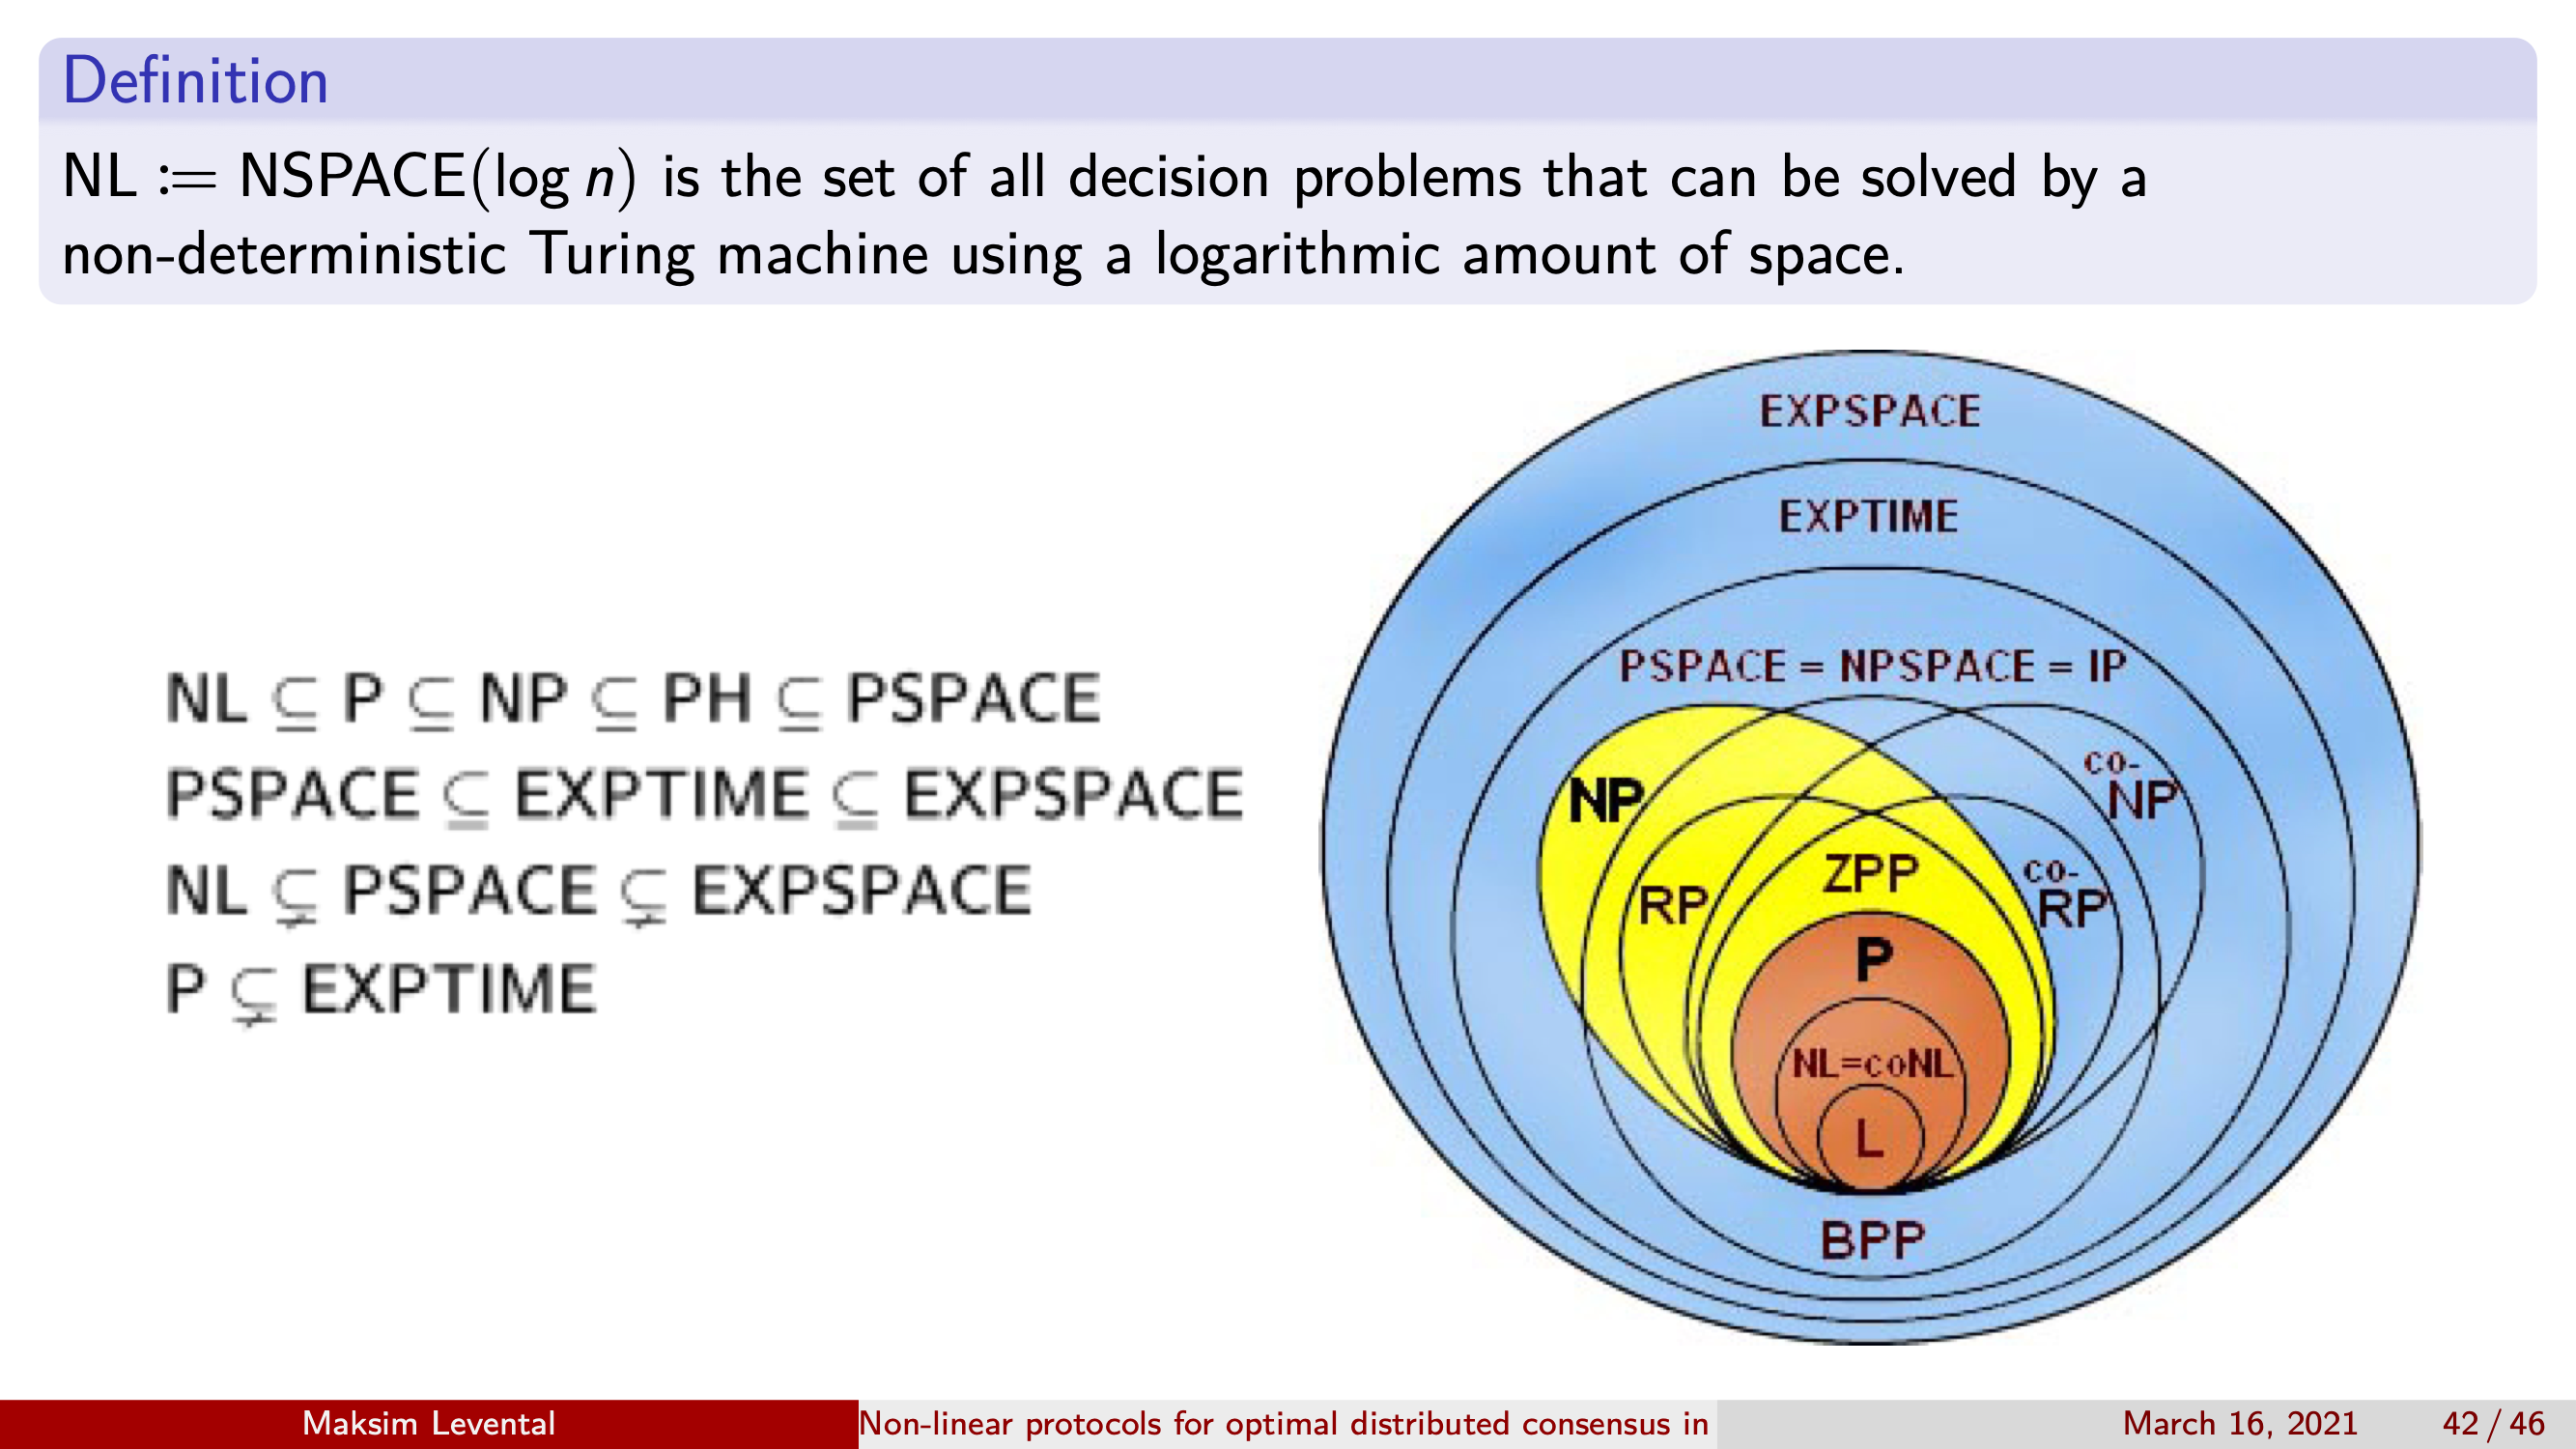 Definition
NL := NSPACE(log n) is the set of all decision problems that can be solved by a
non-deterministic Turing machine using a logarithmic amount of space.
NL ⊆ P ⊆ NP ⊆ PH ⊆ PSPACE
PSPACE ⊆ EXPTIME ⊆ EXPSPACE
NL ⊊ PSPACE ⊊ EXPSPACE
P ⊊ EXPTIME
EXPSPACE
EXPTIME
PSPACE = NPSPACE = IP
NP
co-
NP
ZPP
RP
co-
RP
P
NL=coNL
L
BPP
Maksim Levental
Non-linear protocols for optimal distributed consensus in
March 16, 2021
42 / 46